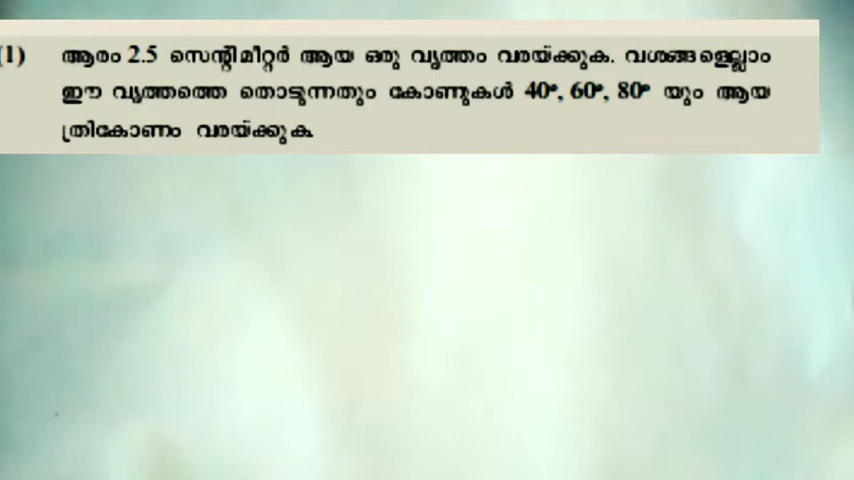 (1) ആരം 2.5 സെന്റിമീറ്റർ ആയ ഒരു വൃത്തം വരയ്ക്കുക. വശങ്ങളെല്ലാം
ഈ വൃത്തത്തെ തൊടുന്നതും കോണുകൾ 40°, 60°, 80° യും ആയ
ത്രികോണം വരയ്ക്കുക